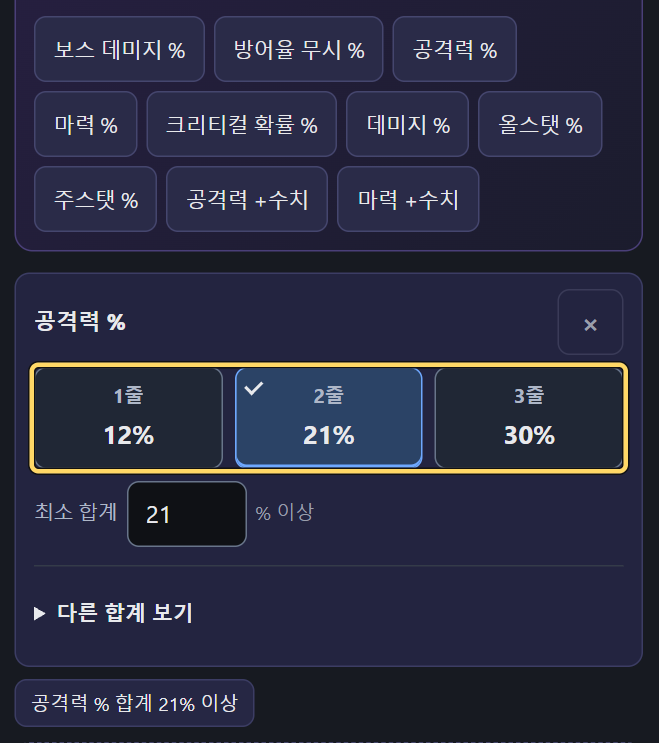 보스 데미지 % 방어율 무시 % 공격력 %
마력 % 크리티컬 확률 % 데미지 % 올스탯 %
주스탯 % 공격력 +수치 마력 +수치
공격력 % ×
1줄 2줄 3줄
12% 21% 30%
최소 합계 21 % 이상
▶ 다른 합계 보기
공격력 % 합계 21% 이상